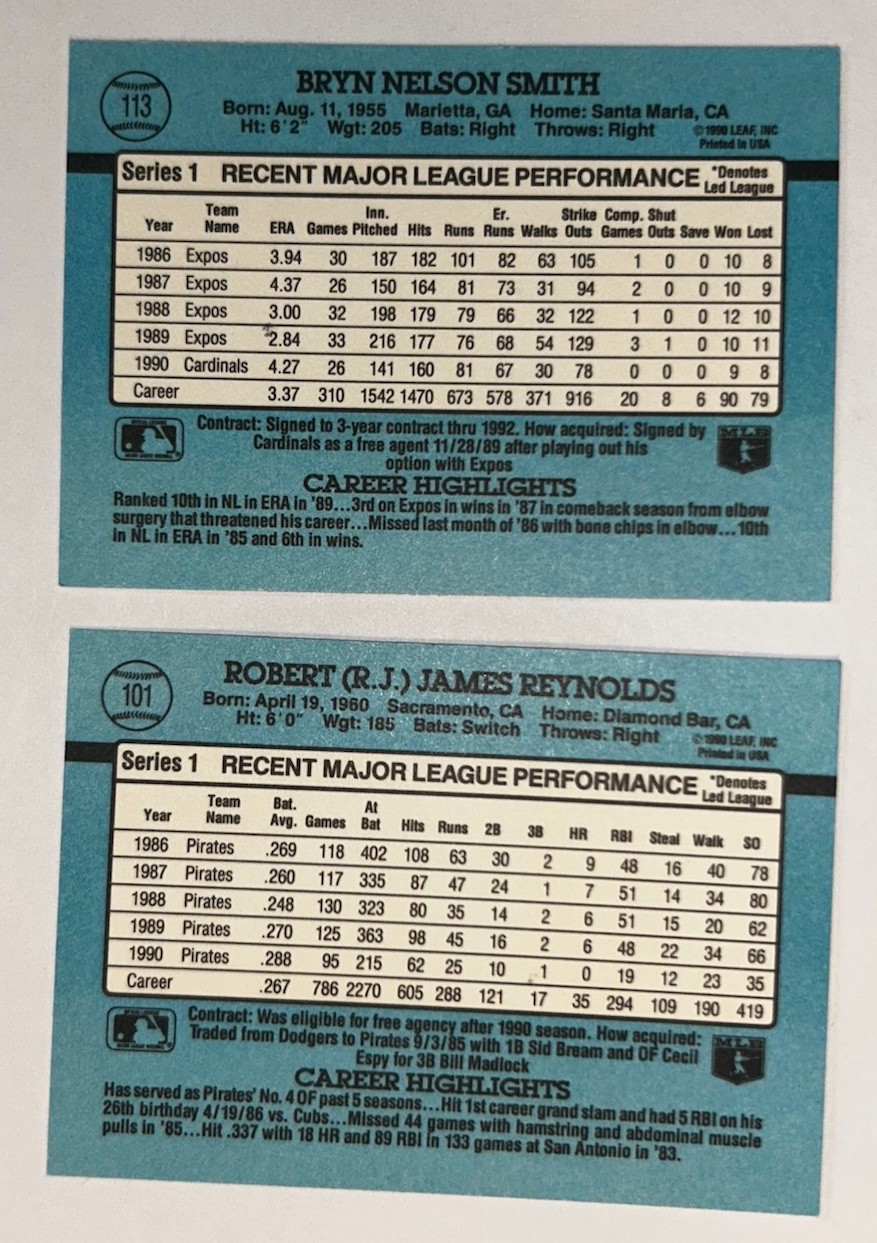 113
BRYN NELSON SMITH
Born: Aug. 11, 1955 Marietta, GA Home: Santa Maria, CA
Ht: 6'2" Wgt: 205 Bats: Right Throws: Right
© 1990 LEAF, INC
Printed in USA
Series 1 RECENT MAJOR LEAGUE PERFORMANCE *Denotes Led League
Year Team Name ERA Games Inn. Pitched Hits Runs Er. Runs Walks Strike Outs Comp. Games Shut Outs Save Won Lost
1986 Expos 3.94 30 187 182 101 82 63 105 1 0 0 10 8
1987 Expos 4.37 26 150 164 81 73 31 94 2 0 0 10 9
1988 Expos 3.00 32 198 179 79 66 32 122 1 0 0 12 10
1989 Expos 2.84 33 216 177 76 68 54 129 3 1 0 10 11
1990 Cardinals 4.27 26 141 160 81 67 30 78 0 0 0 9 8
Career 3.37 310 1542 1470 673 578 371 916 20 8 6 90 79
Contract: Signed to 3-year contract thru 1992. How acquired: Signed by
Cardinals as a free agent 11/28/89 after playing out his
option with Expos
MLB
CAREER HIGHLIGHTS
Ranked 10th in NL in ERA in '89...3rd on Expos in wins in '87 in comeback season from elbow
surgery that threatened his career...Missed last month of '86 with bone chips in elbow...10th
in NL in ERA in '85 and 6th in wins.
101
ROBERT (R.J.) JAMES REYNOLDS
Born: April 19, 1960 Sacramento, CA Home: Diamond Bar, CA
Ht: 6'0" Wgt: 185 Bats: Switch Throws: Right
© 1990 LEAF, INC
Printed in USA
Series 1 RECENT MAJOR LEAGUE PERFORMANCE *Denotes Led League
Year Team Name Bat. Avg. Games At Bat Hits Runs 2B 3B HR RBI Steal Walk SO
1986 Pirates .269 118 402 108 63 30 2 9 48 16 40 78
1987 Pirates .260 117 335 87 47 24 1 7 51 14 34 80
1988 Pirates .248 130 323 80 35 14 2 6 51 15 20 62
1989 Pirates .270 125 363 98 45 16 2 6 48 22 34 66
1990 Pirates .288 95 215 62 25 10 1 0 19 12 23 35
Career .267 786 2270 605 288 121 17 35 294 109 190 419
Contract: Was eligible for free agency after 1990 season. How acquired:
Traded from Dodgers to Pirates 9/3/85 with 1B Sid Bream and OF Cecil
Espy for 3B Bill Madlock
MLB
CAREER HIGHLIGHTS
Has served as Pirates' No. 4 OF past 5 seasons...Hit 1st career grand slam and had 5 RBI on his
26th birthday 4/19/86 vs. Cubs...Missed 44 games with hamstring and abdominal muscle
pulls in '85...Hit .337 with 18 HR and 89 RBI in 133 games at San Antonio in '83.